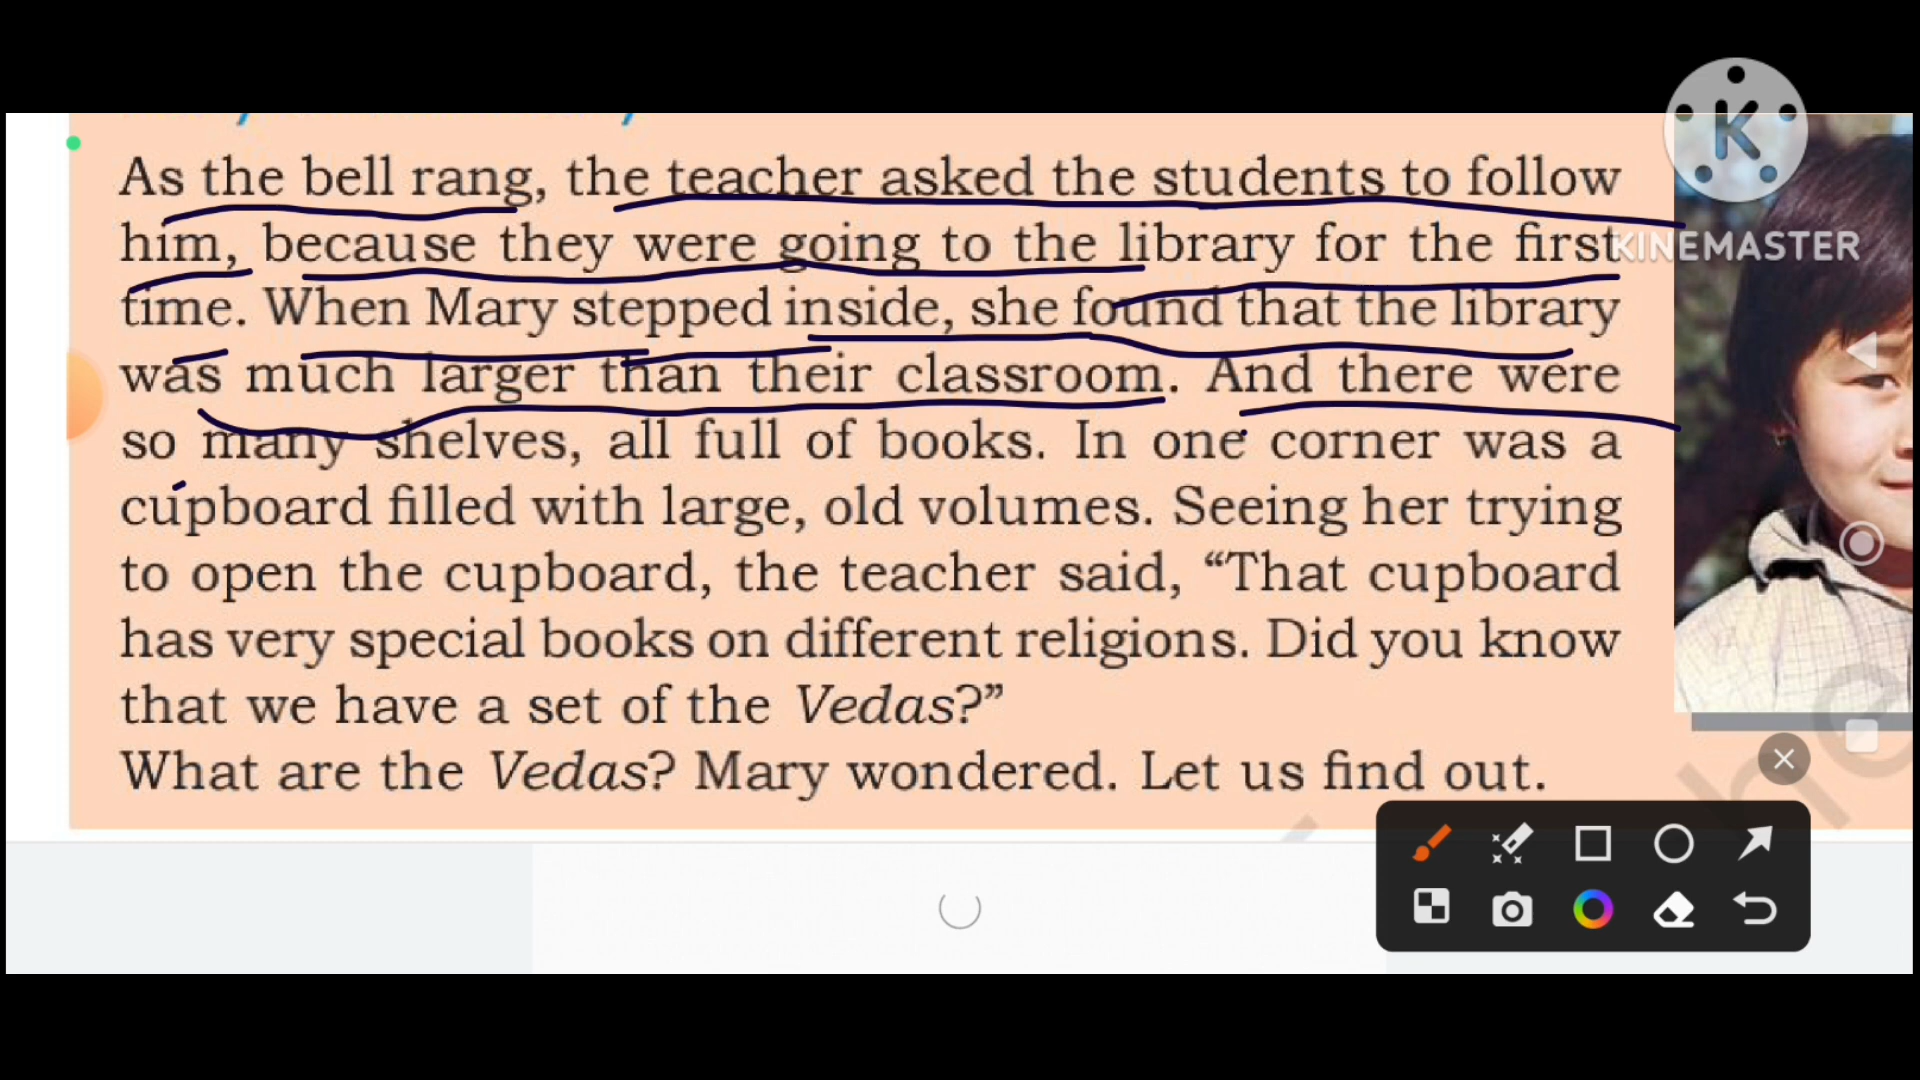 K
KINEMASTER
As the bell rang, the teacher asked the students to follow
him, because they were going to the library for the first
time. When Mary stepped inside, she found that the library
was much larger than their classroom. And there were
so many shelves, all full of books. In one corner was a
cupboard filled with large, old volumes. Seeing her trying
to open the cupboard, the teacher said, “That cupboard
has very special books on different religions. Did you know
that we have a set of the Vedas?”
What are the Vedas? Mary wondered. Let us find out.